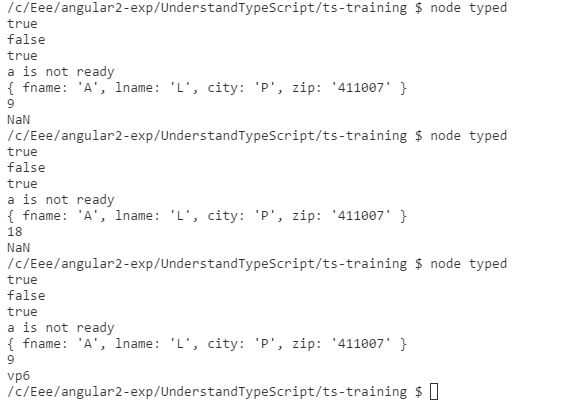 /c/Eee/angular2-exp/UnderstandTypeScript/ts-training $ node typed
true
false
true
a is not ready
{ fname: 'A', lname: 'L', city: 'P', zip: '411007' }
9
NaN
/c/Eee/angular2-exp/UnderstandTypeScript/ts-training $ node typed
true
false
true
a is not ready
{ fname: 'A', lname: 'L', city: 'P', zip: '411007' }
18
NaN
/c/Eee/angular2-exp/UnderstandTypeScript/ts-training $ node typed
true
false
true
a is not ready
{ fname: 'A', lname: 'L', city: 'P', zip: '411007' }
9
vp6
/c/Eee/angular2-exp/UnderstandTypeScript/ts-training $